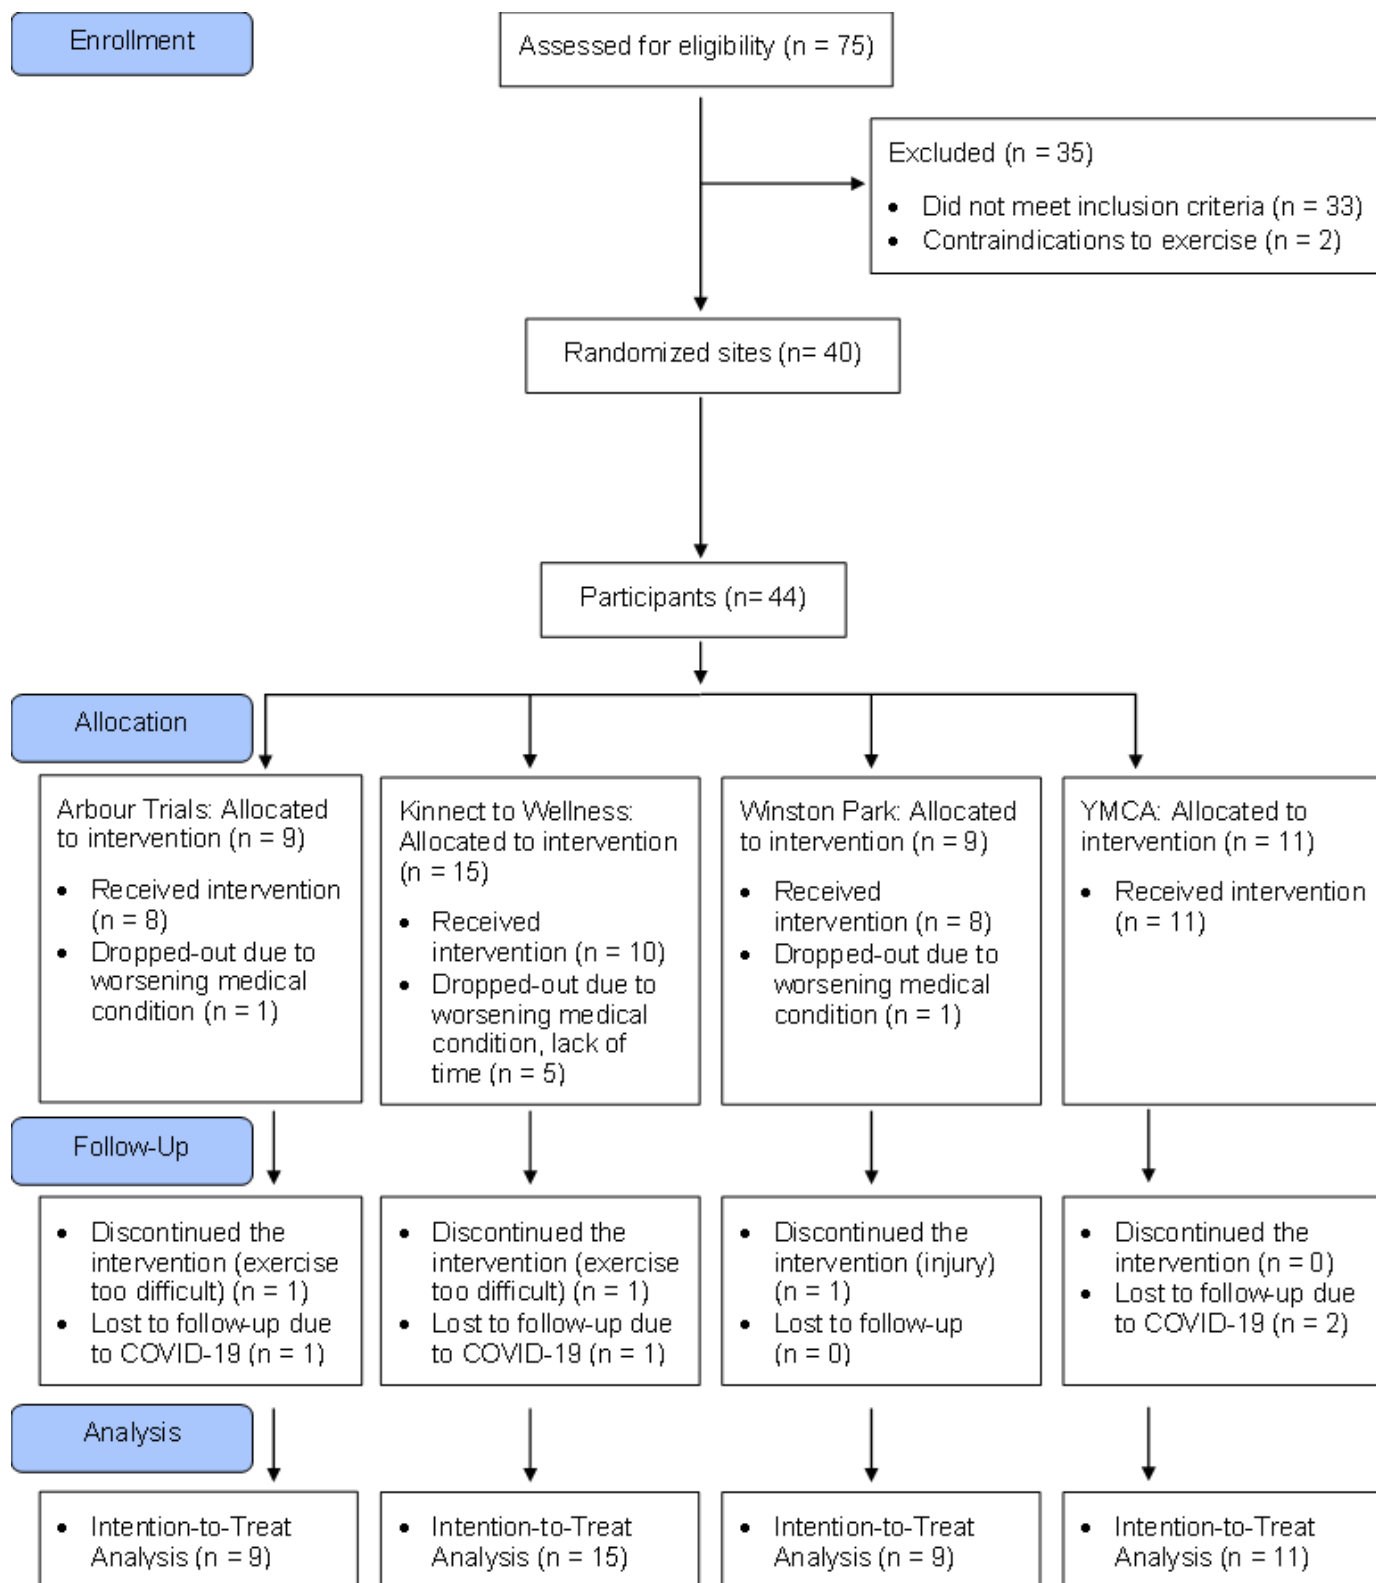 Enrollment
Assessed for eligibility (n = 75)
Excluded (n = 35)
• Did not meet inclusion criteria (n = 33)
• Contraindications to exercise (n = 2)
Randomized sites (n= 40)
Participants (n= 44)
Allocation
Arbour Trials: Allocated
to intervention (n = 9)
• Received intervention
(n = 8)
• Dropped-out due to
worsening medical
condition (n = 1)
Kinnect to Wellness:
Allocated to intervention
(n = 15)
• Received
intervention (n = 10)
• Dropped-out due to
worsening medical
condition, lack of
time (n = 5)
Winston Park: Allocated
to intervention (n = 9)
• Received
intervention (n = 8)
• Dropped-out due to
worsening medical
condition (n = 1)
YMCA: Allocated to
intervention (n = 11)
• Received intervention
(n = 11)
Follow-Up
• Discontinued the
intervention (exercise
too difficult) (n = 1)
• Lost to follow-up due
to COVID-19 (n = 1)
• Discontinued the
intervention (exercise
too difficult) (n = 1)
• Lost to follow-up due
to COVID-19 (n = 1)
• Discontinued the
intervention (injury)
(n = 1)
• Lost to follow-up
(n = 0)
• Discontinued the
intervention (n = 0)
• Lost to follow-up due
to COVID-19 (n = 2)
Analysis
• Intention-to-Treat
Analysis (n = 9)
• Intention-to-Treat
Analysis (n = 15)
• Intention-to-Treat
Analysis (n = 9)
• Intention-to-Treat
Analysis (n = 11)